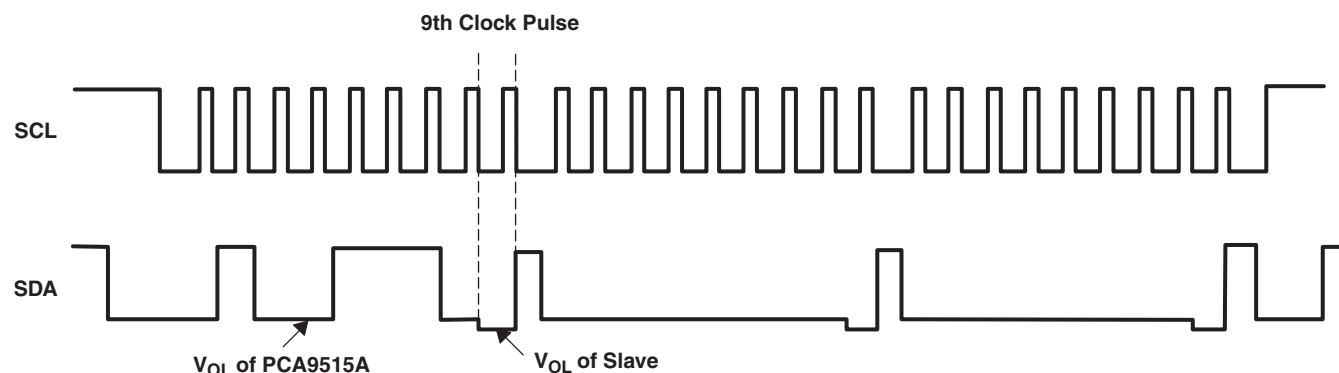 9th Clock Pulse
SCL
SDA
VOL of PCA9515A
VOL of Slave